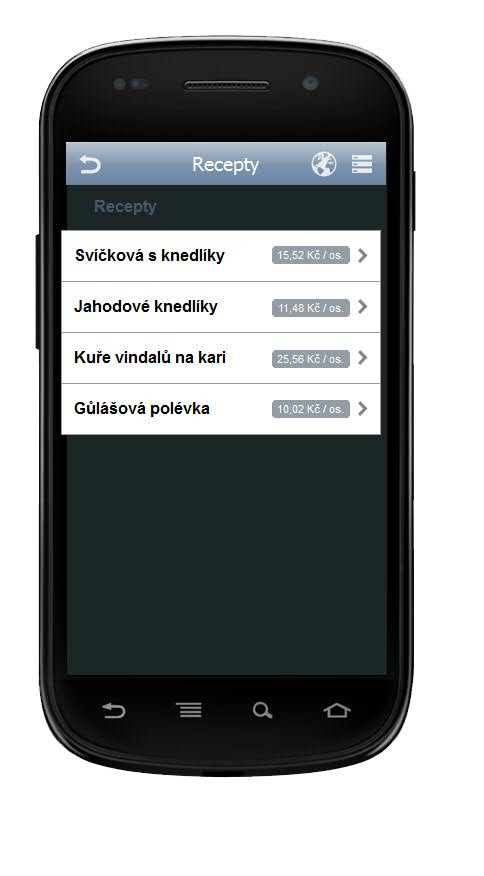 Recepty
Recepty
Svíčková s knedlíky 15,52 Kč / os.
Jahodové knedlíky 11,48 Kč / os.
Kuře vindalů na kari 25,56 Kč / os.
Gůlášová polévka 10,02 Kč / os.